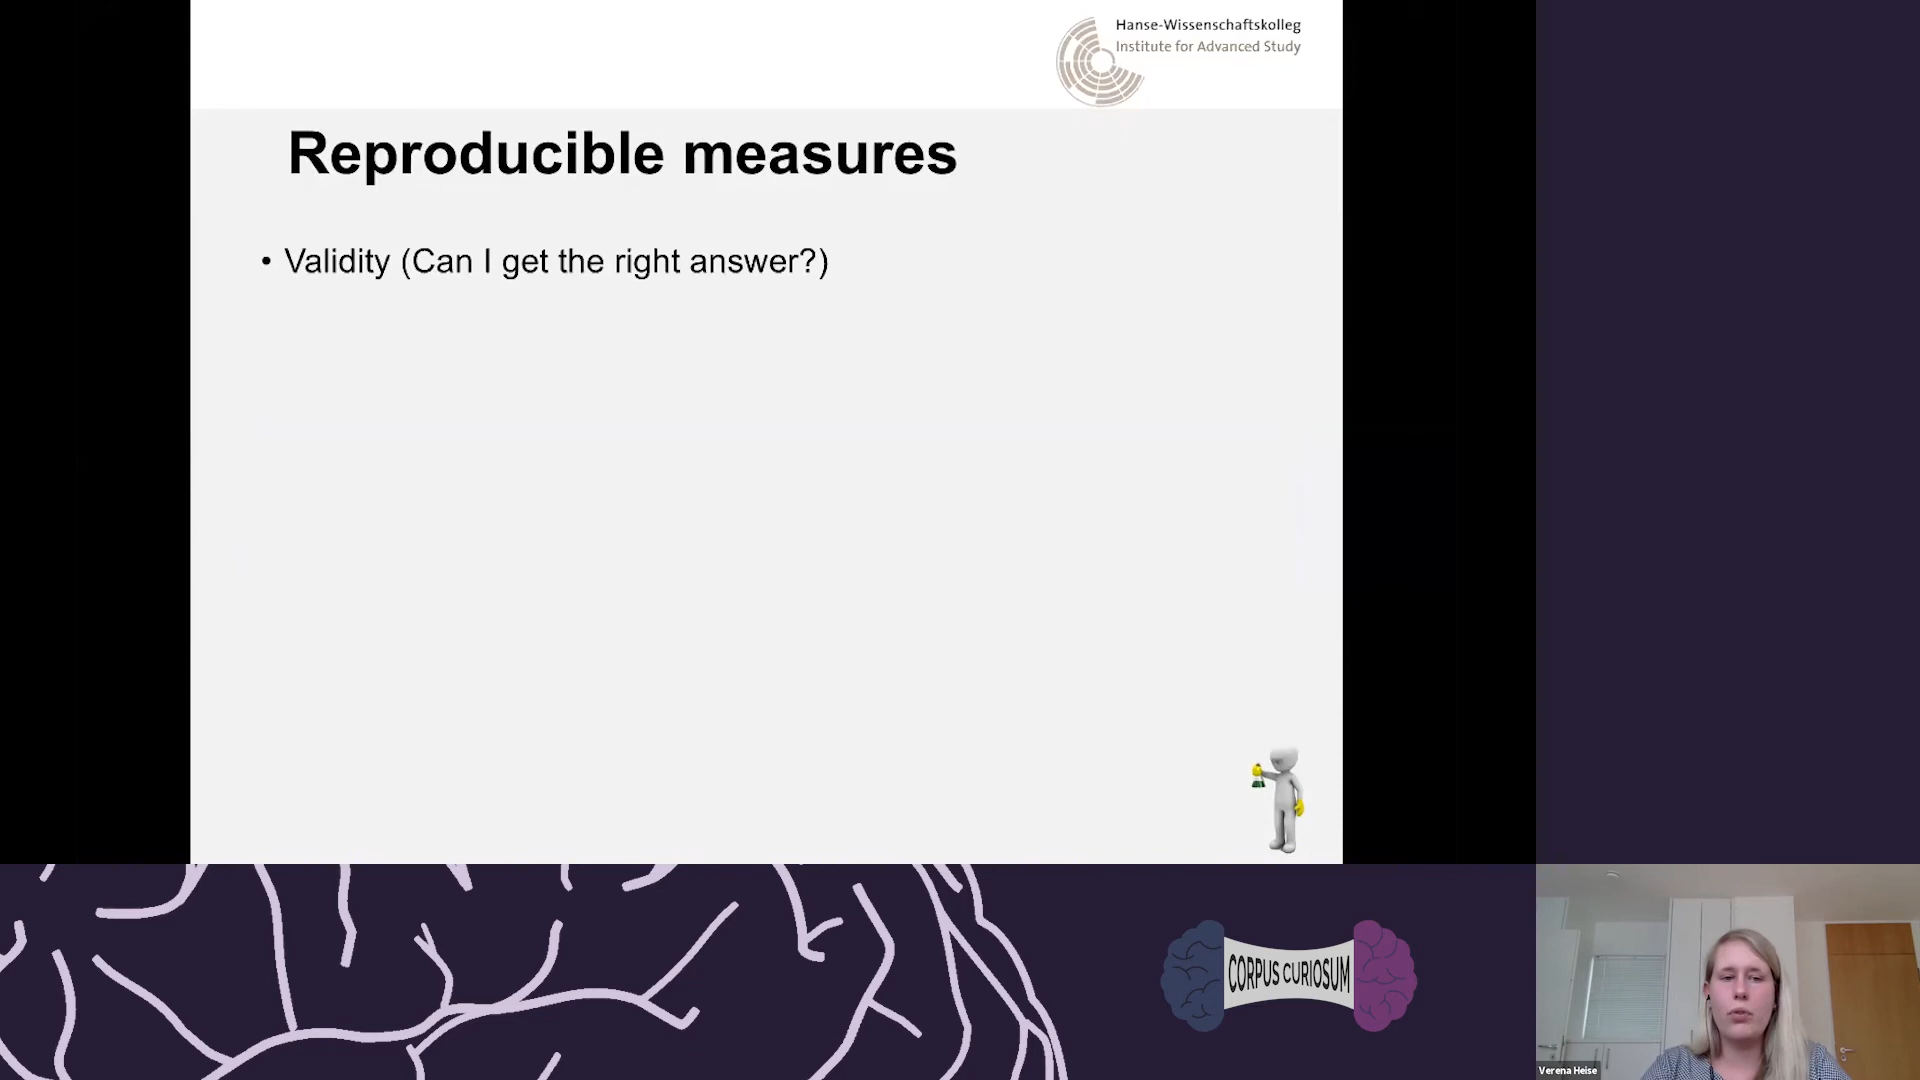 Hanse-Wissenschaftskolleg
Institute for Advanced Study
Reproducible measures
• Validity (Can I get the right answer?)
CORPUS CURIOSUM
Verena Heise